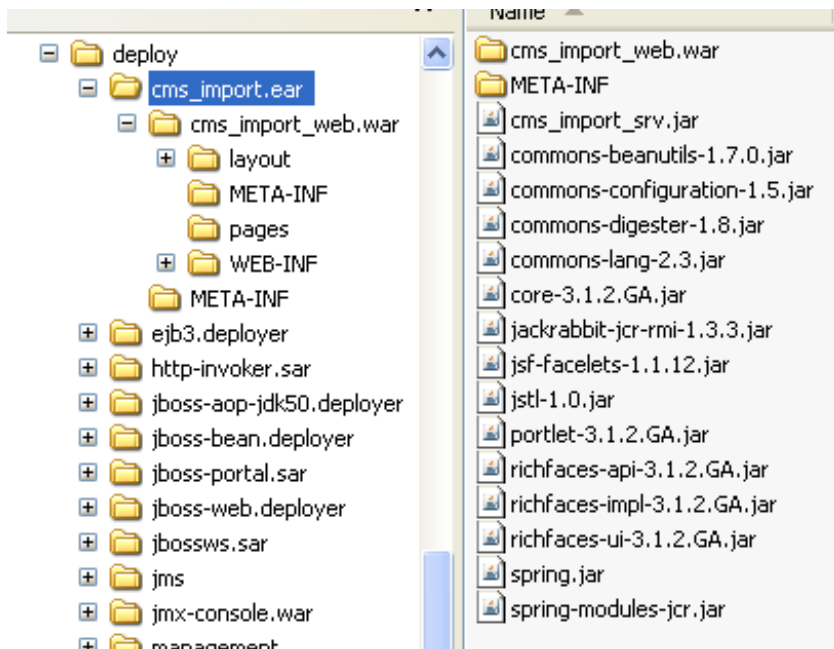 deploy
cms_import.ear
cms_import_web.war
layout
META-INF
pages
WEB-INF
META-INF
ejb3.deployer
http-invoker.sar
jboss-aop-jdk50.deployer
jboss-bean.deployer
jboss-portal.sar
jboss-web.deployer
jbossws.sar
jms
jmx-console.war
management
Name
cms_import_web.war
META-INF
cms_import_srv.jar
commons-beanutils-1.7.0.jar
commons-configuration-1.5.jar
commons-digester-1.8.jar
commons-lang-2.3.jar
core-3.1.2.GA.jar
jackrabbit-jcr-rmi-1.3.3.jar
jsf-facelets-1.1.12.jar
jstl-1.0.jar
portlet-3.1.2.GA.jar
richfaces-api-3.1.2.GA.jar
richfaces-impl-3.1.2.GA.jar
richfaces-ui-3.1.2.GA.jar
spring.jar
spring-modules-jcr.jar